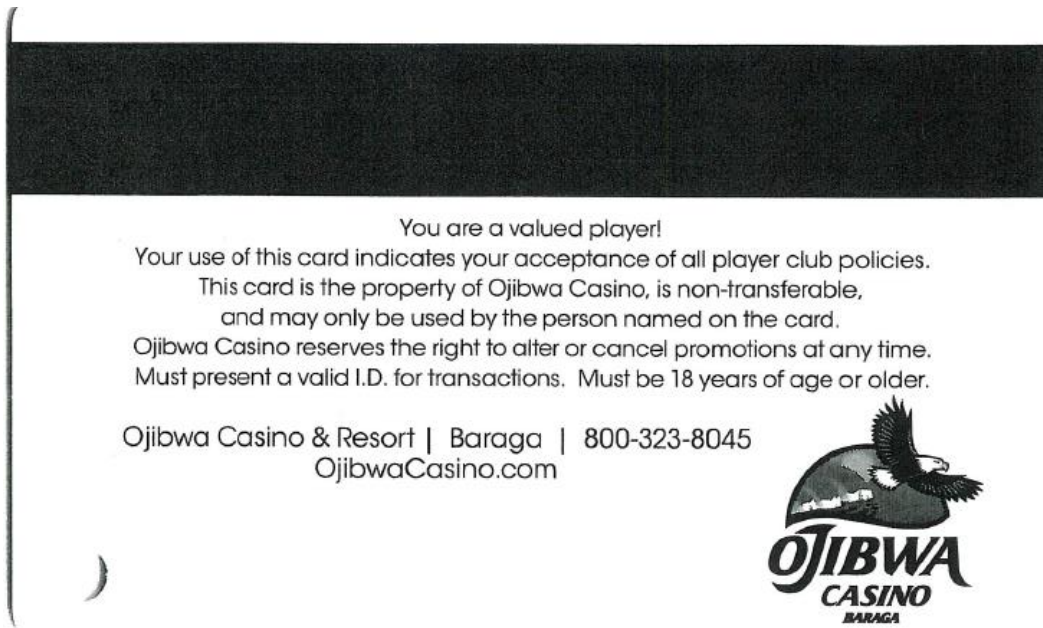 You are a valued player!
Your use of this card indicates your acceptance of all player club policies.
This card is the property of Ojibwa Casino, is non-transferable,
and may only be used by the person named on the card.
Ojibwa Casino reserves the right to alter or cancel promotions at any time.
Must present a valid I.D. for transactions.  Must be 18 years of age or older.
Ojibwa Casino & Resort | Baraga | 800-323-8045
OjibwaCasino.com
OJIBWA
CASINO
BARAGA